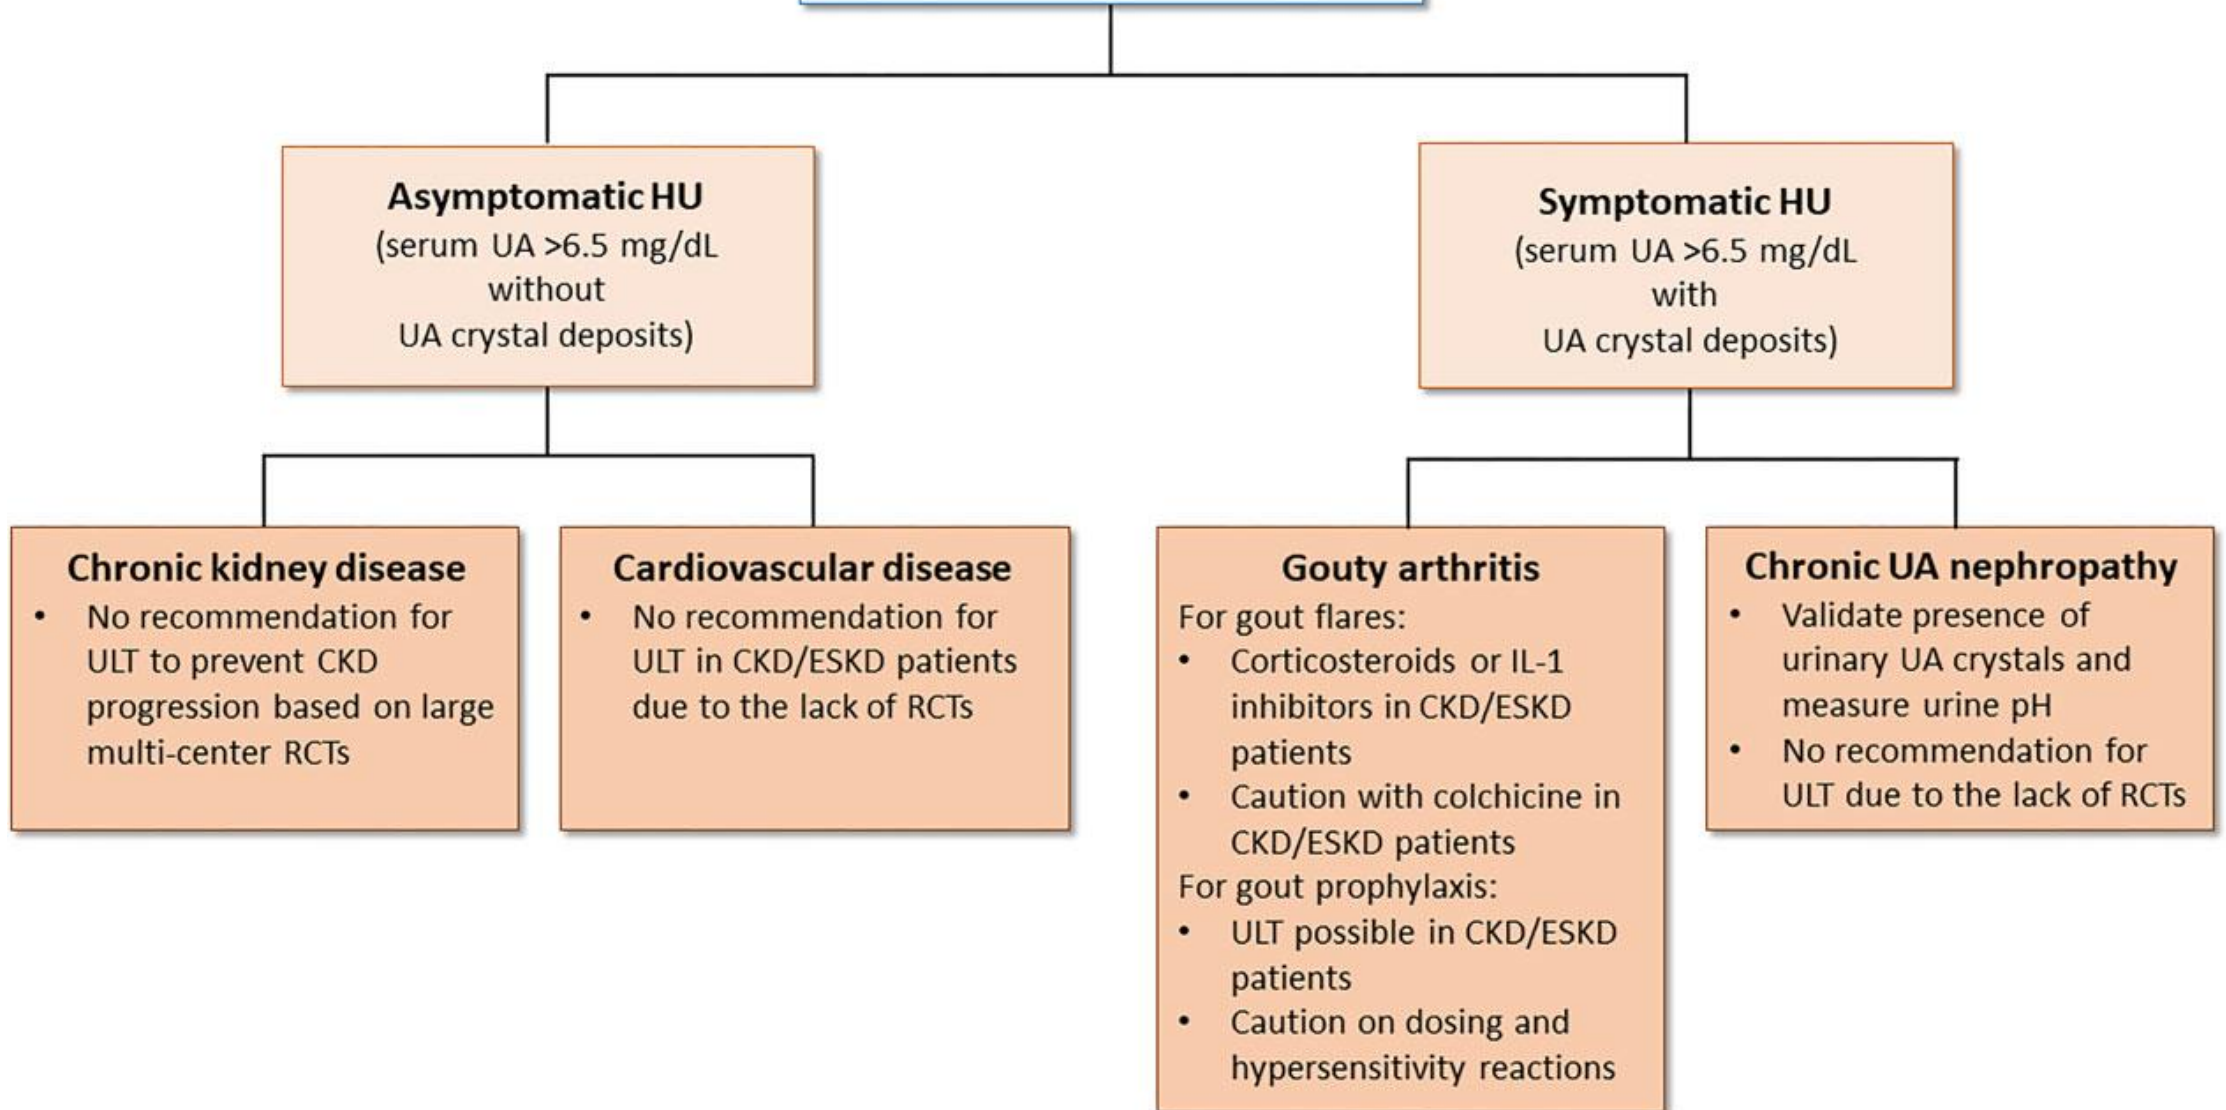 Asymptomatic HU
(serum UA >6.5 mg/dL
without
UA crystal deposits)
Symptomatic HU
(serum UA >6.5 mg/dL
with
UA crystal deposits)
Chronic kidney disease
• No recommendation for
ULT to prevent CKD
progression based on large
multi-center RCTs
Cardiovascular disease
• No recommendation for
ULT in CKD/ESKD patients
due to the lack of RCTs
Gouty arthritis
For gout flares:
• Corticosteroids or IL-1
inhibitors in CKD/ESKD
patients
• Caution with colchicine in
CKD/ESKD patients
For gout prophylaxis:
• ULT possible in CKD/ESKD
patients
• Caution on dosing and
hypersensitivity reactions
Chronic UA nephropathy
• Validate presence of
urinary UA crystals and
measure urine pH
• No recommendation for
ULT due to the lack of RCTs